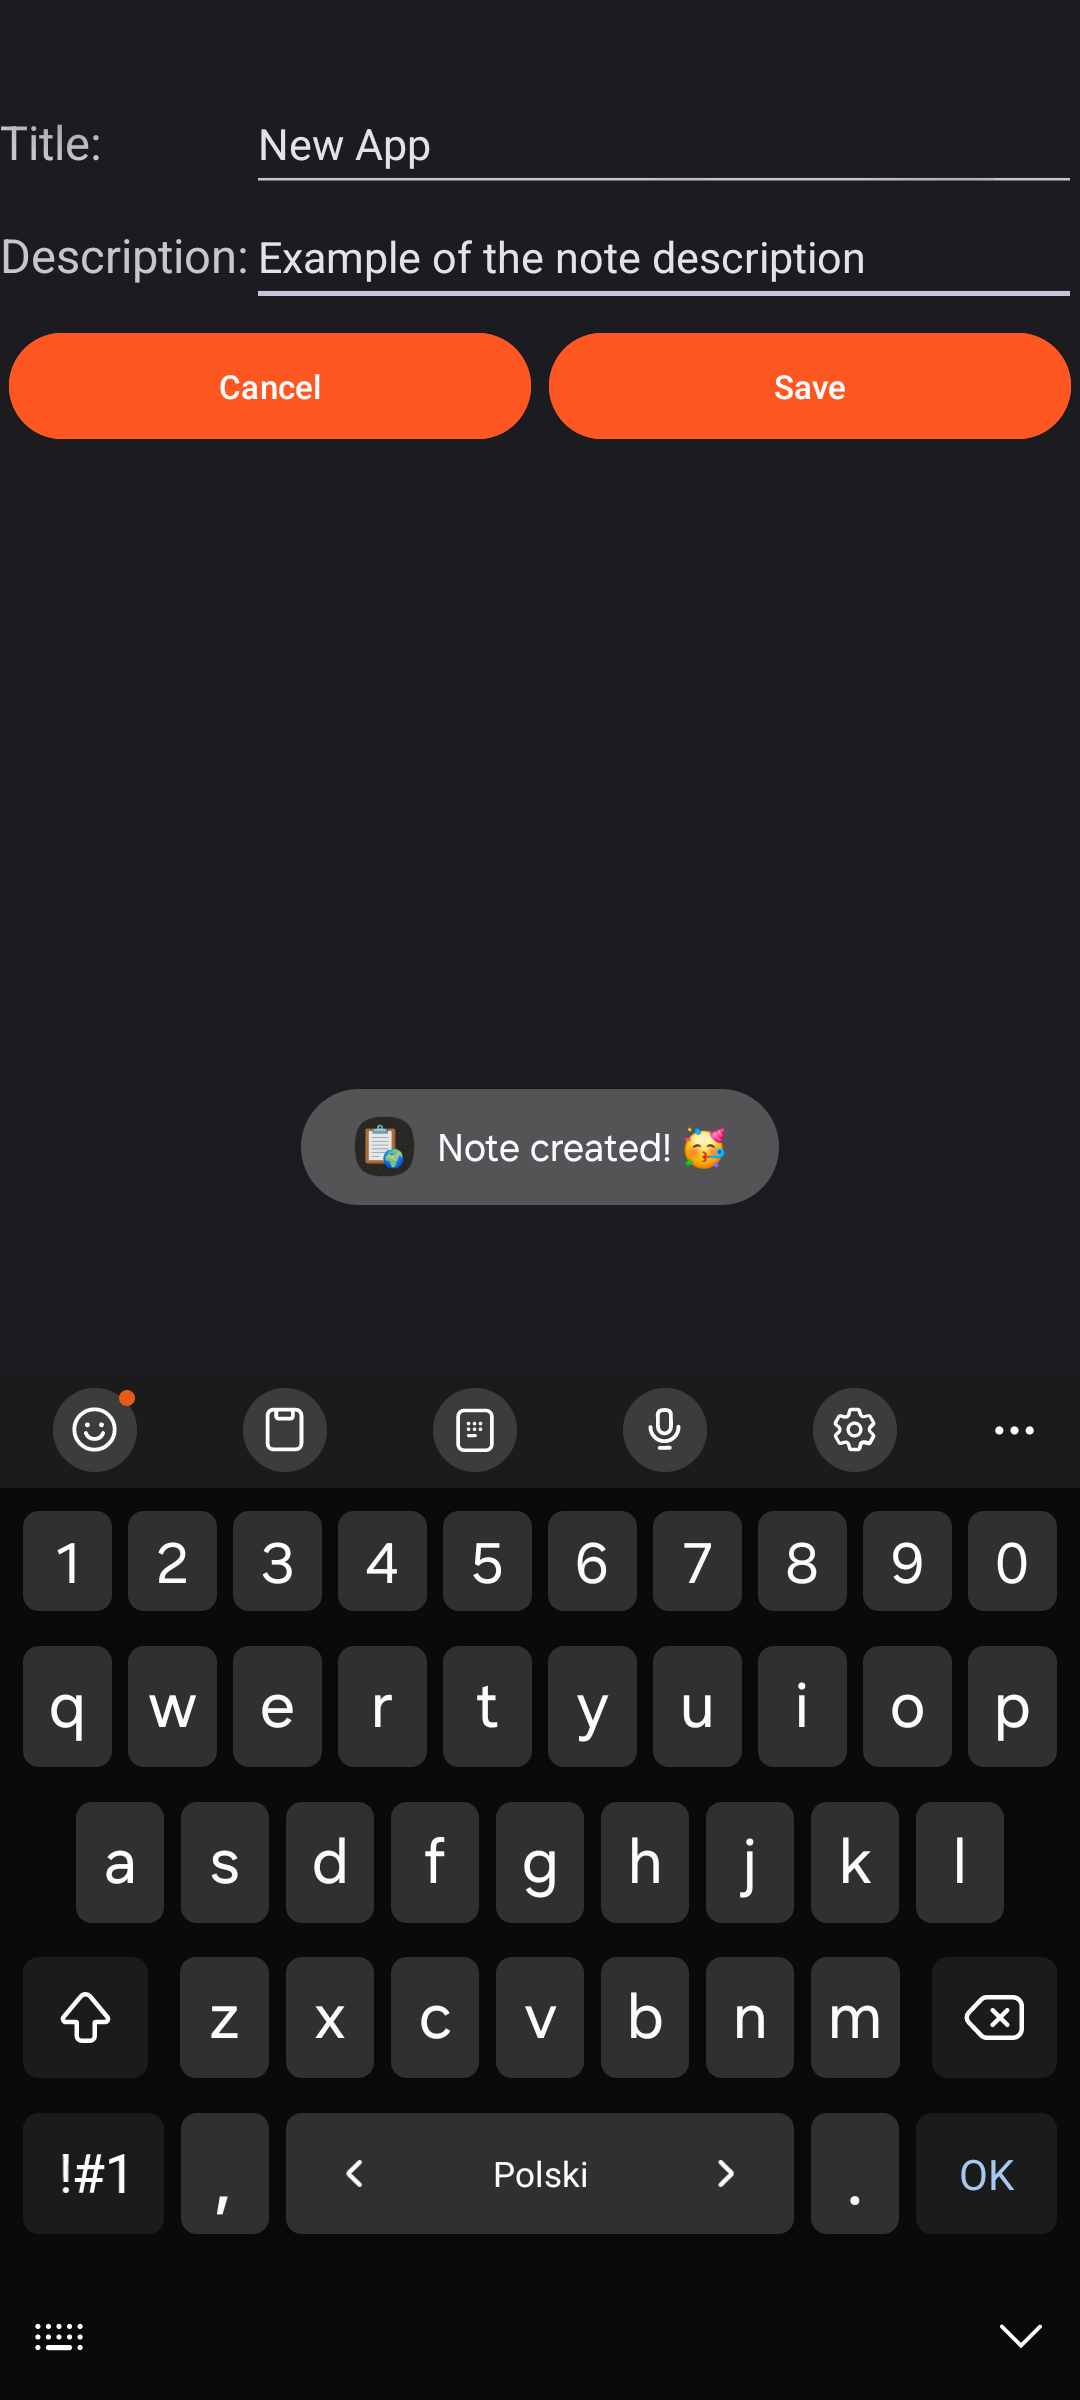 Title: New App
Description: Example of the note description
Cancel Save
Note created! 🥳
1 2 3 4 5 6 7 8 9 0
q w e r t y u i o p
a s d f g h j k l
z x c v b n m
!#1 , < Polski > . OK